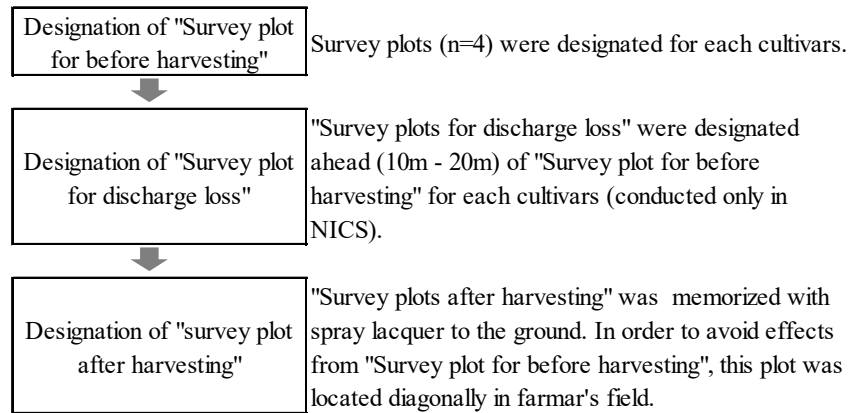 Designation of "Survey plot
for before harvesting"
Survey plots (n=4) were designated for each cultivars.
Designation of "Survey plot
for discharge loss"
"Survey plots for discharge loss" were designated
ahead (10m - 20m) of "Survey plot for before
harvesting" for each cultivars (conducted only in
NICS).
Designation of "survey plot
after harvesting"
"Survey plots after harvesting" was memorized with
spray lacquer to the ground. In order to avoid effects
from "Survey plot for before harvesting", this plot was
located diagonally in farmar's field.